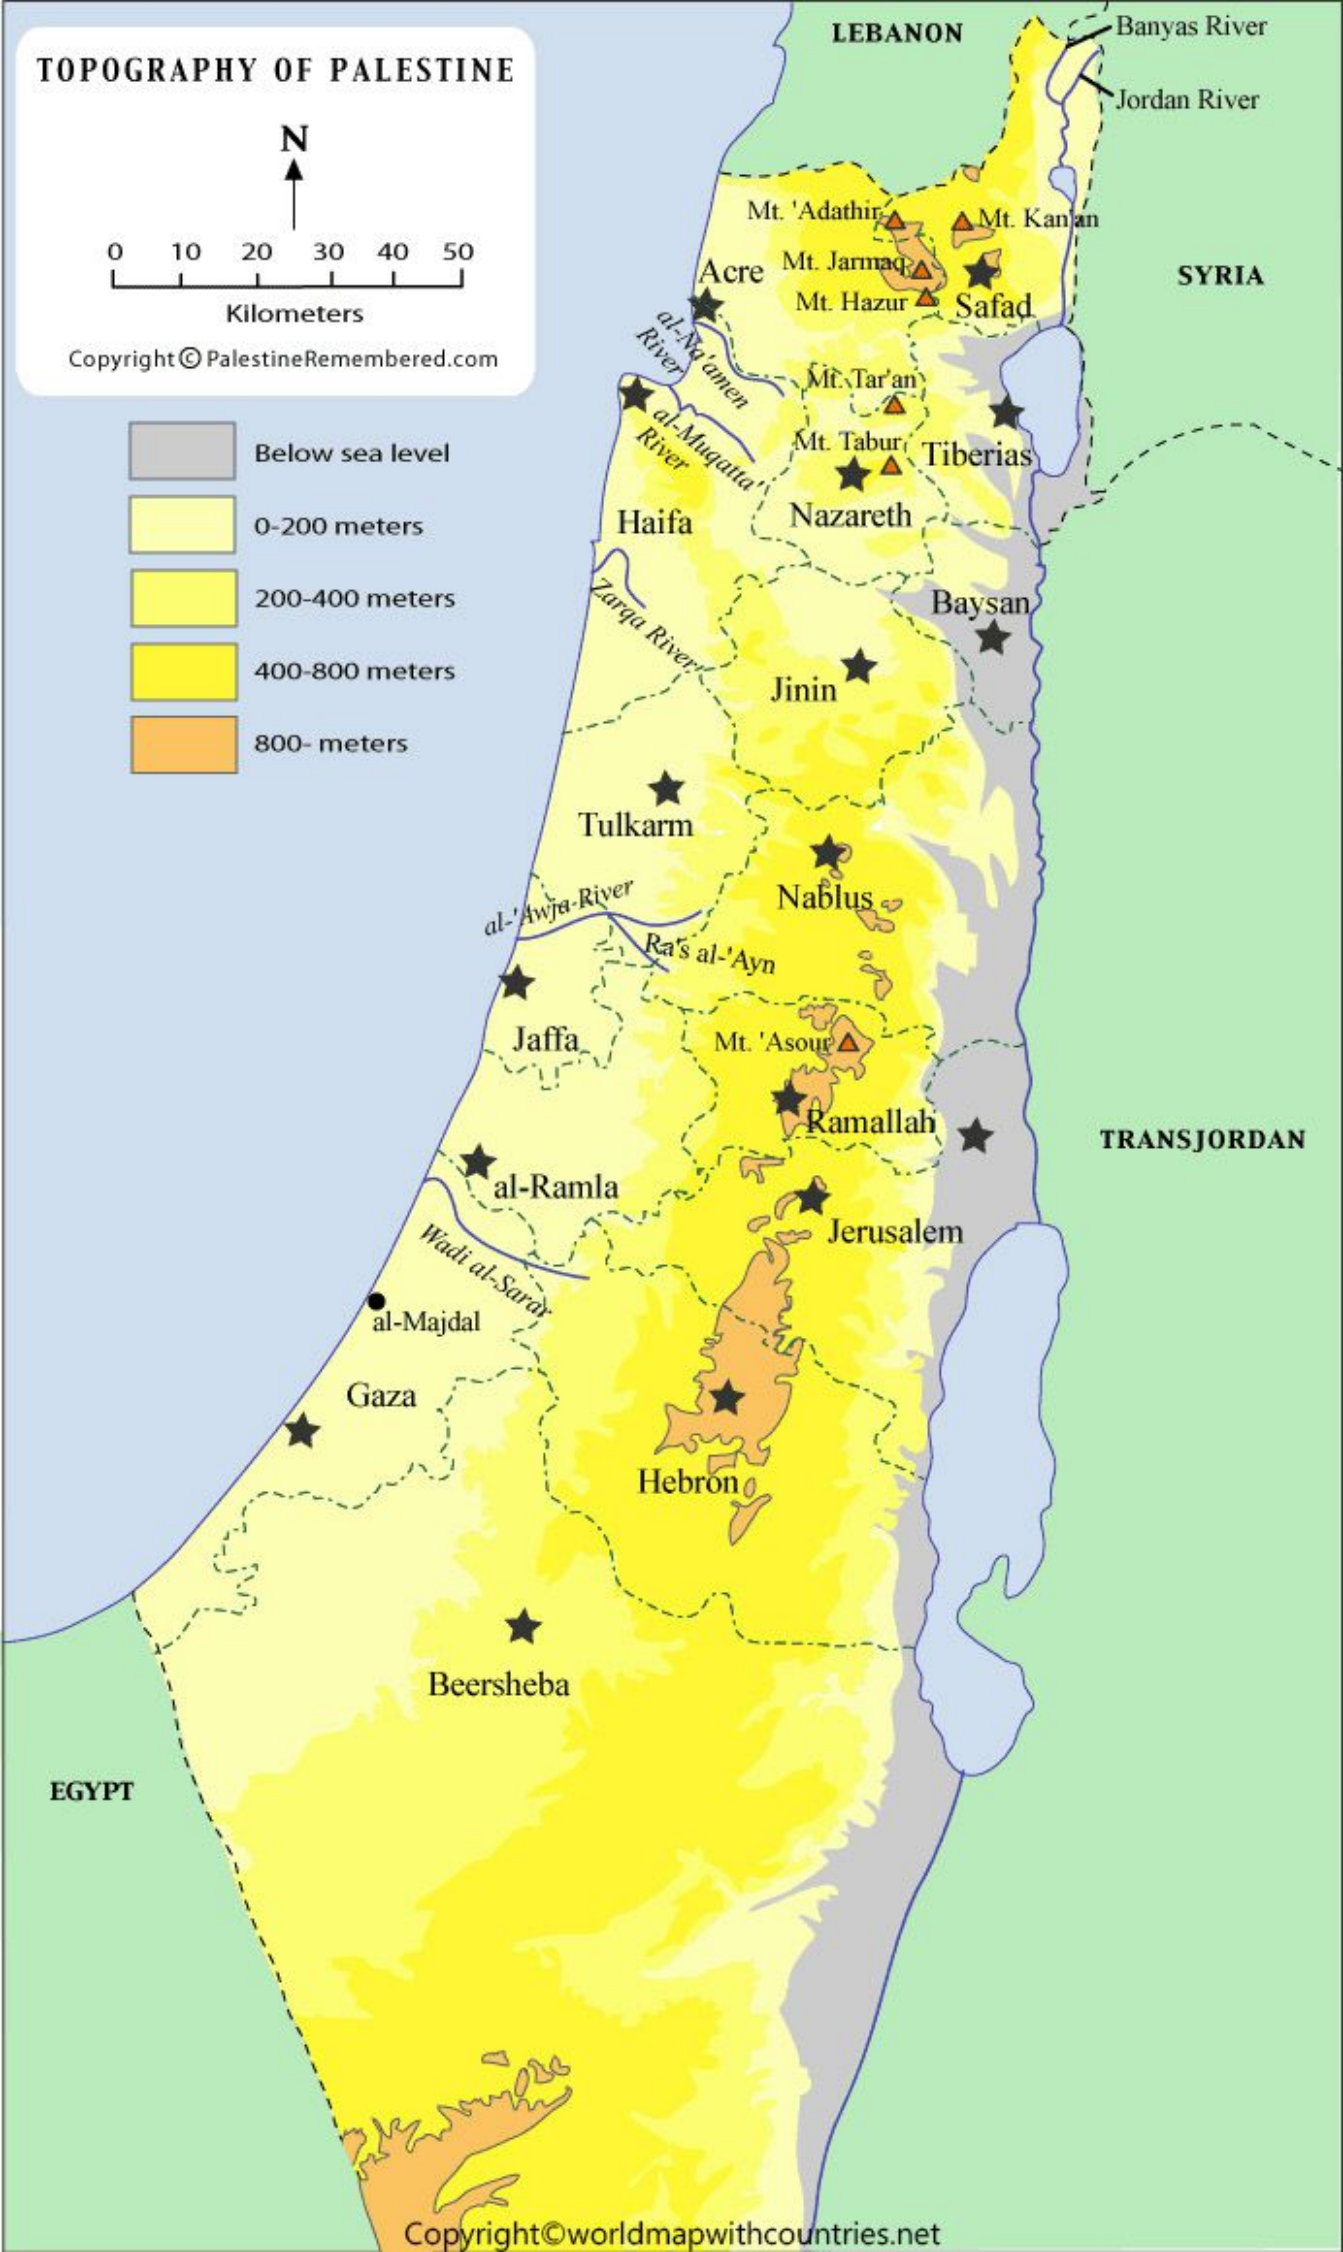 TOPOGRAPHY OF PALESTINE
N
0 10 20 30 40 50
Kilometers
Copyright © PalestineRemembered.com
Below sea level
0-200 meters
200-400 meters
400-800 meters
800- meters
LEBANON
Banyas River
Jordan River
SYRIA
Mt. 'Adathir
Mt. Kan'an
Mt. Jarmaq
Mt. Hazur
Safad
Acre
al-Na'amen
River
Mt. Tar'an
al-Muqatta'
River
Mt. Tabur
Tiberias
Nazareth
Haifa
Zarqa River
Baysan
Jinin
Tulkarm
Nablus
al-'Awja-River
Ra's al-'Ayn
Jaffa
Mt. 'Asour
Ramallah
TRANSJORDAN
al-Ramla
Jerusalem
Wadi al-Sarar
al-Majdal
Gaza
Hebron
Beersheba
EGYPT
Copyright©worldmapwithcountries.net